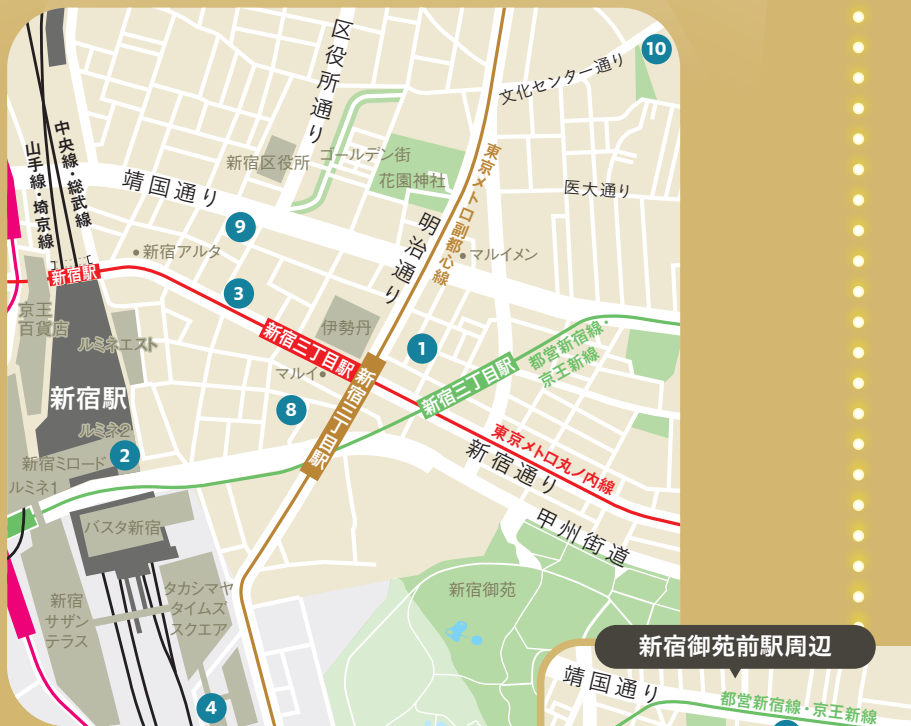 区役所通り
10
文化センター通り
中央線・総武線
山手線・埼京線
新宿区役所
ゴールデン街
花園神社
東京メトロ副都心線
医大通り
靖国通り
9
明治通り
マルイメン
新宿アルタ
新宿駅
3
京王
百貨店
伊勢丹
新宿三丁目駅
1
都営新宿線・
京王新線
ルミネエスト
マルイ
新宿三丁目駅
新宿三丁目駅
新宿駅
8
ルミネ2
東京メトロ丸ノ内線
新宿通り
新宿ミロード
2
ルミネ1
甲州街道
バスタ新宿
新宿御苑
新宿
サザン
テラス
タカシマヤ
タイムズ
スクエア
4
新宿御苑前駅周辺
靖国通り
都営新宿線・京王新線